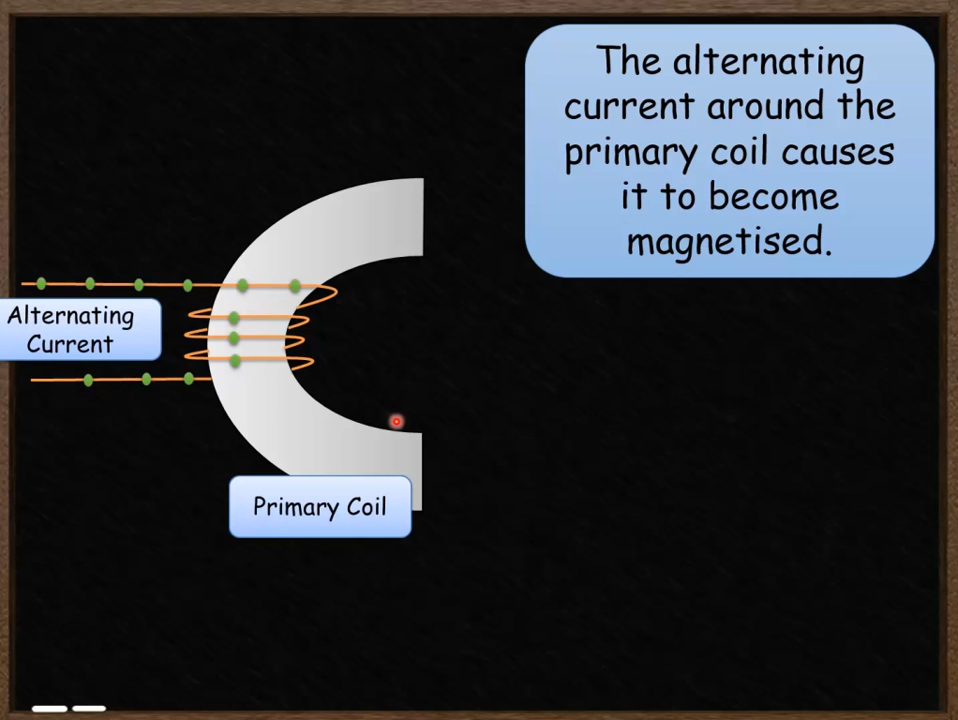 The alternating
current around the
primary coil causes
it to become
magnetised.
Alternating
Current
Primary Coil